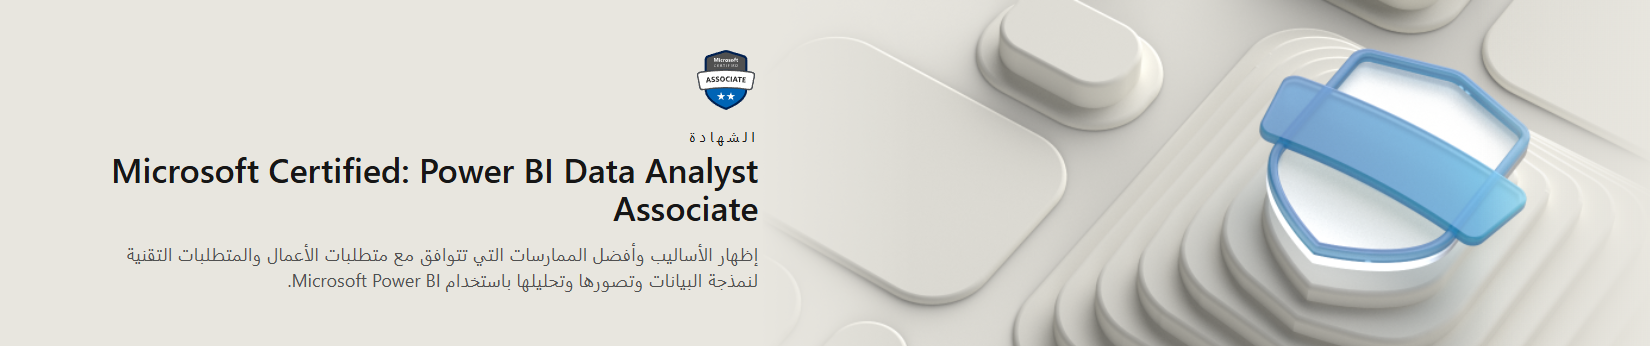 Microsoft
CERTIFIED
ASSOCIATE
الشهادة
Microsoft Certified: Power BI Data Analyst
Associate
إظهار الأساليب وأفضل الممارسات التي تتوافق مع متطلبات الأعمال والمتطلبات التقنية
لنمذجة البيانات وتصورها وتحليلها باستخدام Microsoft Power BI.